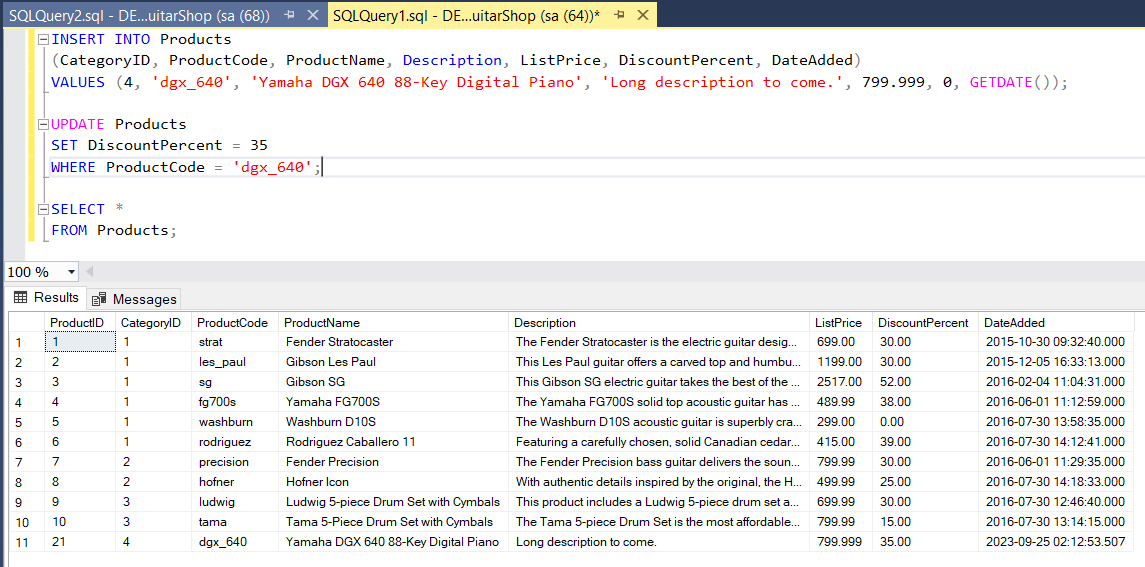 SQLQuery2.sql - DE...uitarShop (sa (68)) SQLQuery1.sql - DE...uitarShop (sa (64))*
INSERT INTO Products
(CategoryID, ProductCode, ProductName, Description, ListPrice, DiscountPercent, DateAdded)
VALUES (4, 'dgx_640', 'Yamaha DGX 640 88-Key Digital Piano', 'Long description to come.', 799.999, 0, GETDATE());
UPDATE Products
SET DiscountPercent = 35
WHERE ProductCode = 'dgx_640';
SELECT *
FROM Products;
100 %
Results Messages
ProductID CategoryID ProductCode ProductName Description ListPrice DiscountPercent DateAdded
1 1 1 strat Fender Stratocaster The Fender Stratocaster is the electric guitar desig... 699.00 30.00 2015-10-30 09:32:40.000
2 2 1 les_paul Gibson Les Paul This Les Paul guitar offers a carved top and humbu... 1199.00 30.00 2015-12-05 16:33:13.000
3 3 1 sg Gibson SG This Gibson SG electric guitar takes the best of the ... 2517.00 52.00 2016-02-04 11:04:31.000
4 4 1 fg700s Yamaha FG700S The Yamaha FG700S solid top acoustic guitar has ... 489.99 38.00 2016-06-01 11:12:59.000
5 5 1 washburn Washburn D10S The Washburn D10S acoustic guitar is superbly cra... 299.00 0.00 2016-07-30 13:58:35.000
6 6 1 rodriguez Rodriguez Caballero 11 Featuring a carefully chosen, solid Canadian cedar... 415.00 39.00 2016-07-30 14:12:41.000
7 7 2 precision Fender Precision The Fender Precision bass guitar delivers the soun... 799.99 30.00 2016-06-01 11:29:35.000
8 8 2 hofner Hofner Icon With authentic details inspired by the original, the H... 499.99 25.00 2016-07-30 14:18:33.000
9 9 3 ludwig Ludwig 5-piece Drum Set with Cymbals This product includes a Ludwig 5-piece drum set a... 699.99 30.00 2016-07-30 12:46:40.000
10 10 3 tama Tama 5-Piece Drum Set with Cymbals The Tama 5-piece Drum Set is the most affordable... 799.99 15.00 2016-07-30 13:14:15.000
11 21 4 dgx_640 Yamaha DGX 640 88-Key Digital Piano Long description to come. 799.999 35.00 2023-09-25 02:12:53.507